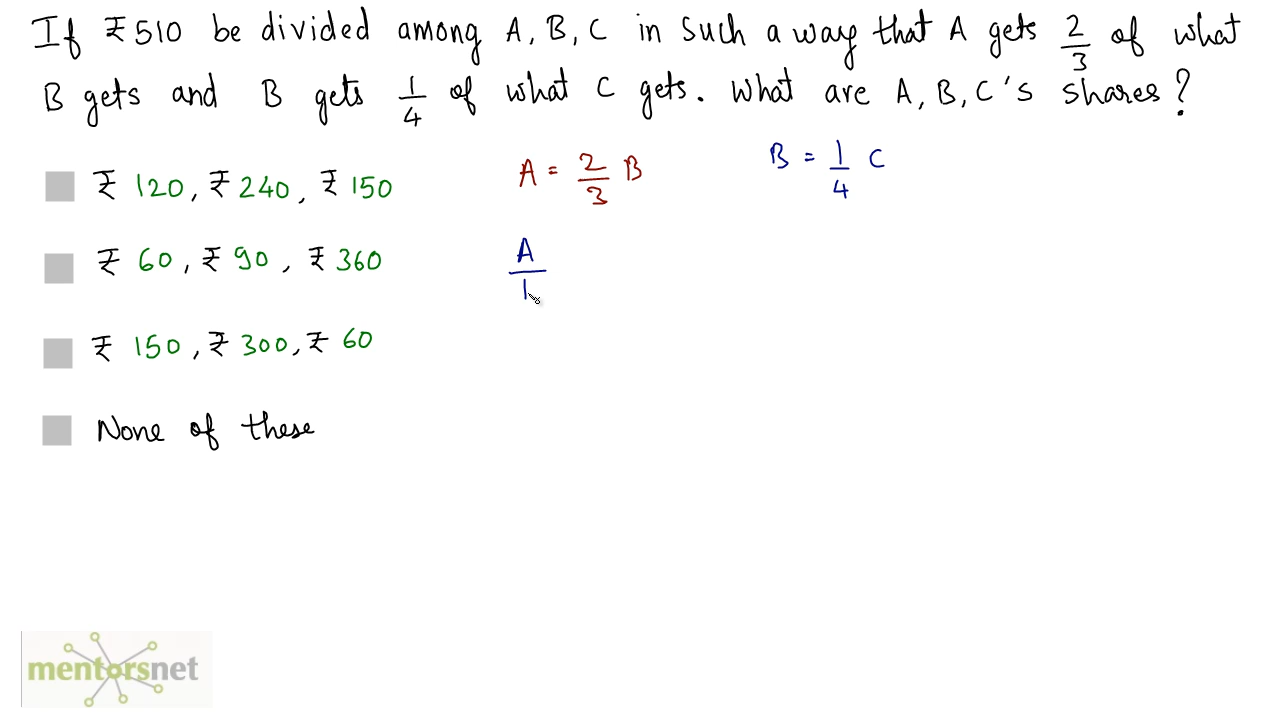 If ₹510 be divided among A, B, C in such a way that A gets 2/3 of what
B gets and B gets 1/4 of what C gets. What are A, B, C's shares?
A = 2/3 B
B = 1/4 C
₹ 120, ₹ 240, ₹ 150
A
₹ 60, ₹ 90, ₹ 360
₹ 150, ₹ 300, ₹ 60
None of these
mentorsnet